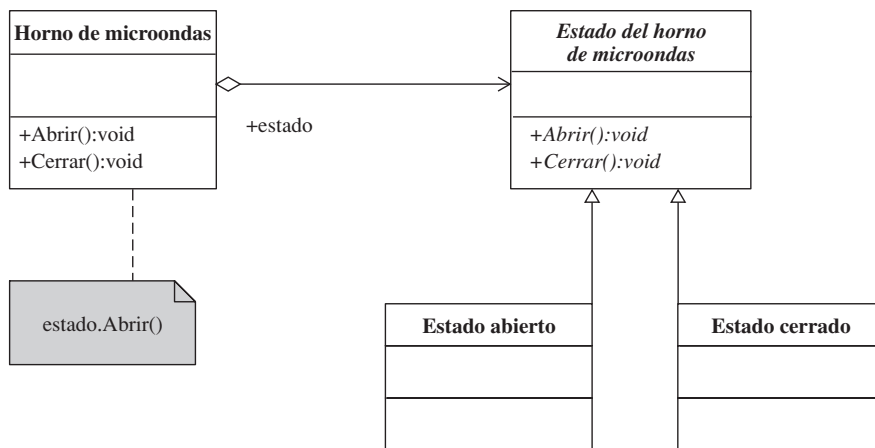 Horno de microondas
+Abrir():void
+Cerrar():void
+estado
Estado del horno
de microondas
+Abrir():void
+Cerrar():void
estado.Abrir()
Estado abierto
Estado cerrado